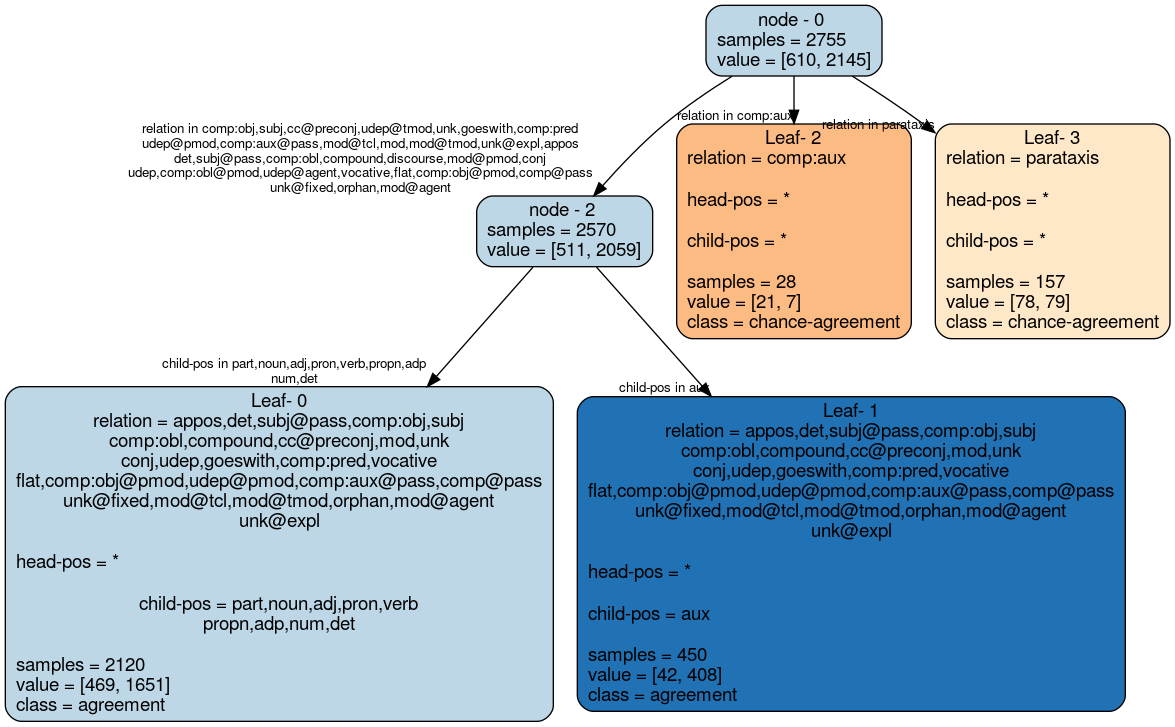 node - 0
samples = 2755
value = [610, 2145]
relation in comp:obj,subj,cc@preconj,udep@tmod,unk,goeswith,comp:pred
udep@pmod,comp:aux@pass,mod@tcl,mod,mod@tmod,unk@expl,appos
det,subj@pass,comp:obl,compound,discourse,mod@pmod,conj
udep,comp:obl@pmod,udep@agent,vocative,flat,comp:obj@pmod,comp@pass
unk@fixed,orphan,mod@agent
relation in comp:aux
relation in parataxis
node - 2
samples = 2570
value = [511, 2059]
Leaf- 2
relation = comp:aux
head-pos = *
child-pos = *
samples = 28
value = [21, 7]
class = chance-agreement
Leaf- 3
relation = parataxis
head-pos = *
child-pos = *
samples = 157
value = [78, 79]
class = chance-agreement
child-pos in part,noun,adj,pron,verb,propn,adp
num,det
child-pos in aux
Leaf- 0
relation = appos,det,subj@pass,comp:obj,subj
comp:obl,compound,cc@preconj,mod,unk
conj,udep,goeswith,comp:pred,vocative
flat,comp:obj@pmod,udep@pmod,comp:aux@pass,comp@pass
unk@fixed,mod@tcl,mod@tmod,orphan,mod@agent
unk@expl
head-pos = *
child-pos = part,noun,adj,pron,verb
propn,adp,num,det
samples = 2120
value = [469, 1651]
class = agreement
Leaf- 1
relation = appos,det,subj@pass,comp:obj,subj
comp:obl,compound,cc@preconj,mod,unk
conj,udep,goeswith,comp:pred,vocative
flat,comp:obj@pmod,udep@pmod,comp:aux@pass,comp@pass
unk@fixed,mod@tcl,mod@tmod,orphan,mod@agent
unk@expl
head-pos = *
child-pos = aux
samples = 450
value = [42, 408]
class = agreement